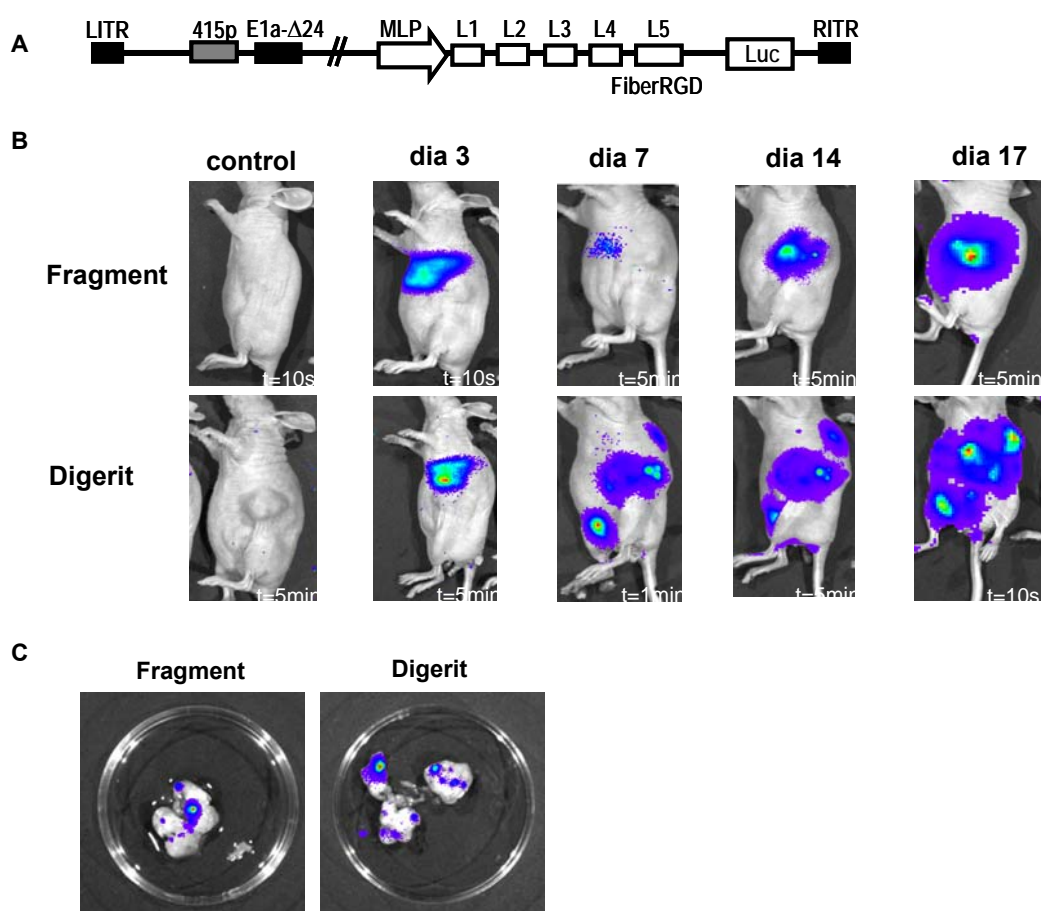 A
LITR 415p E1a-Δ24 MLP L1 L2 L3 L4 L5 Luc RITR
FiberRGD
B
control dia 3 dia 7 dia 14 dia 17
Fragment
t=10s t=10s t=5min t=5min t=5min
Digerit
t=5min t=5min t=1min t=5min t=10s
C
Fragment Digerit